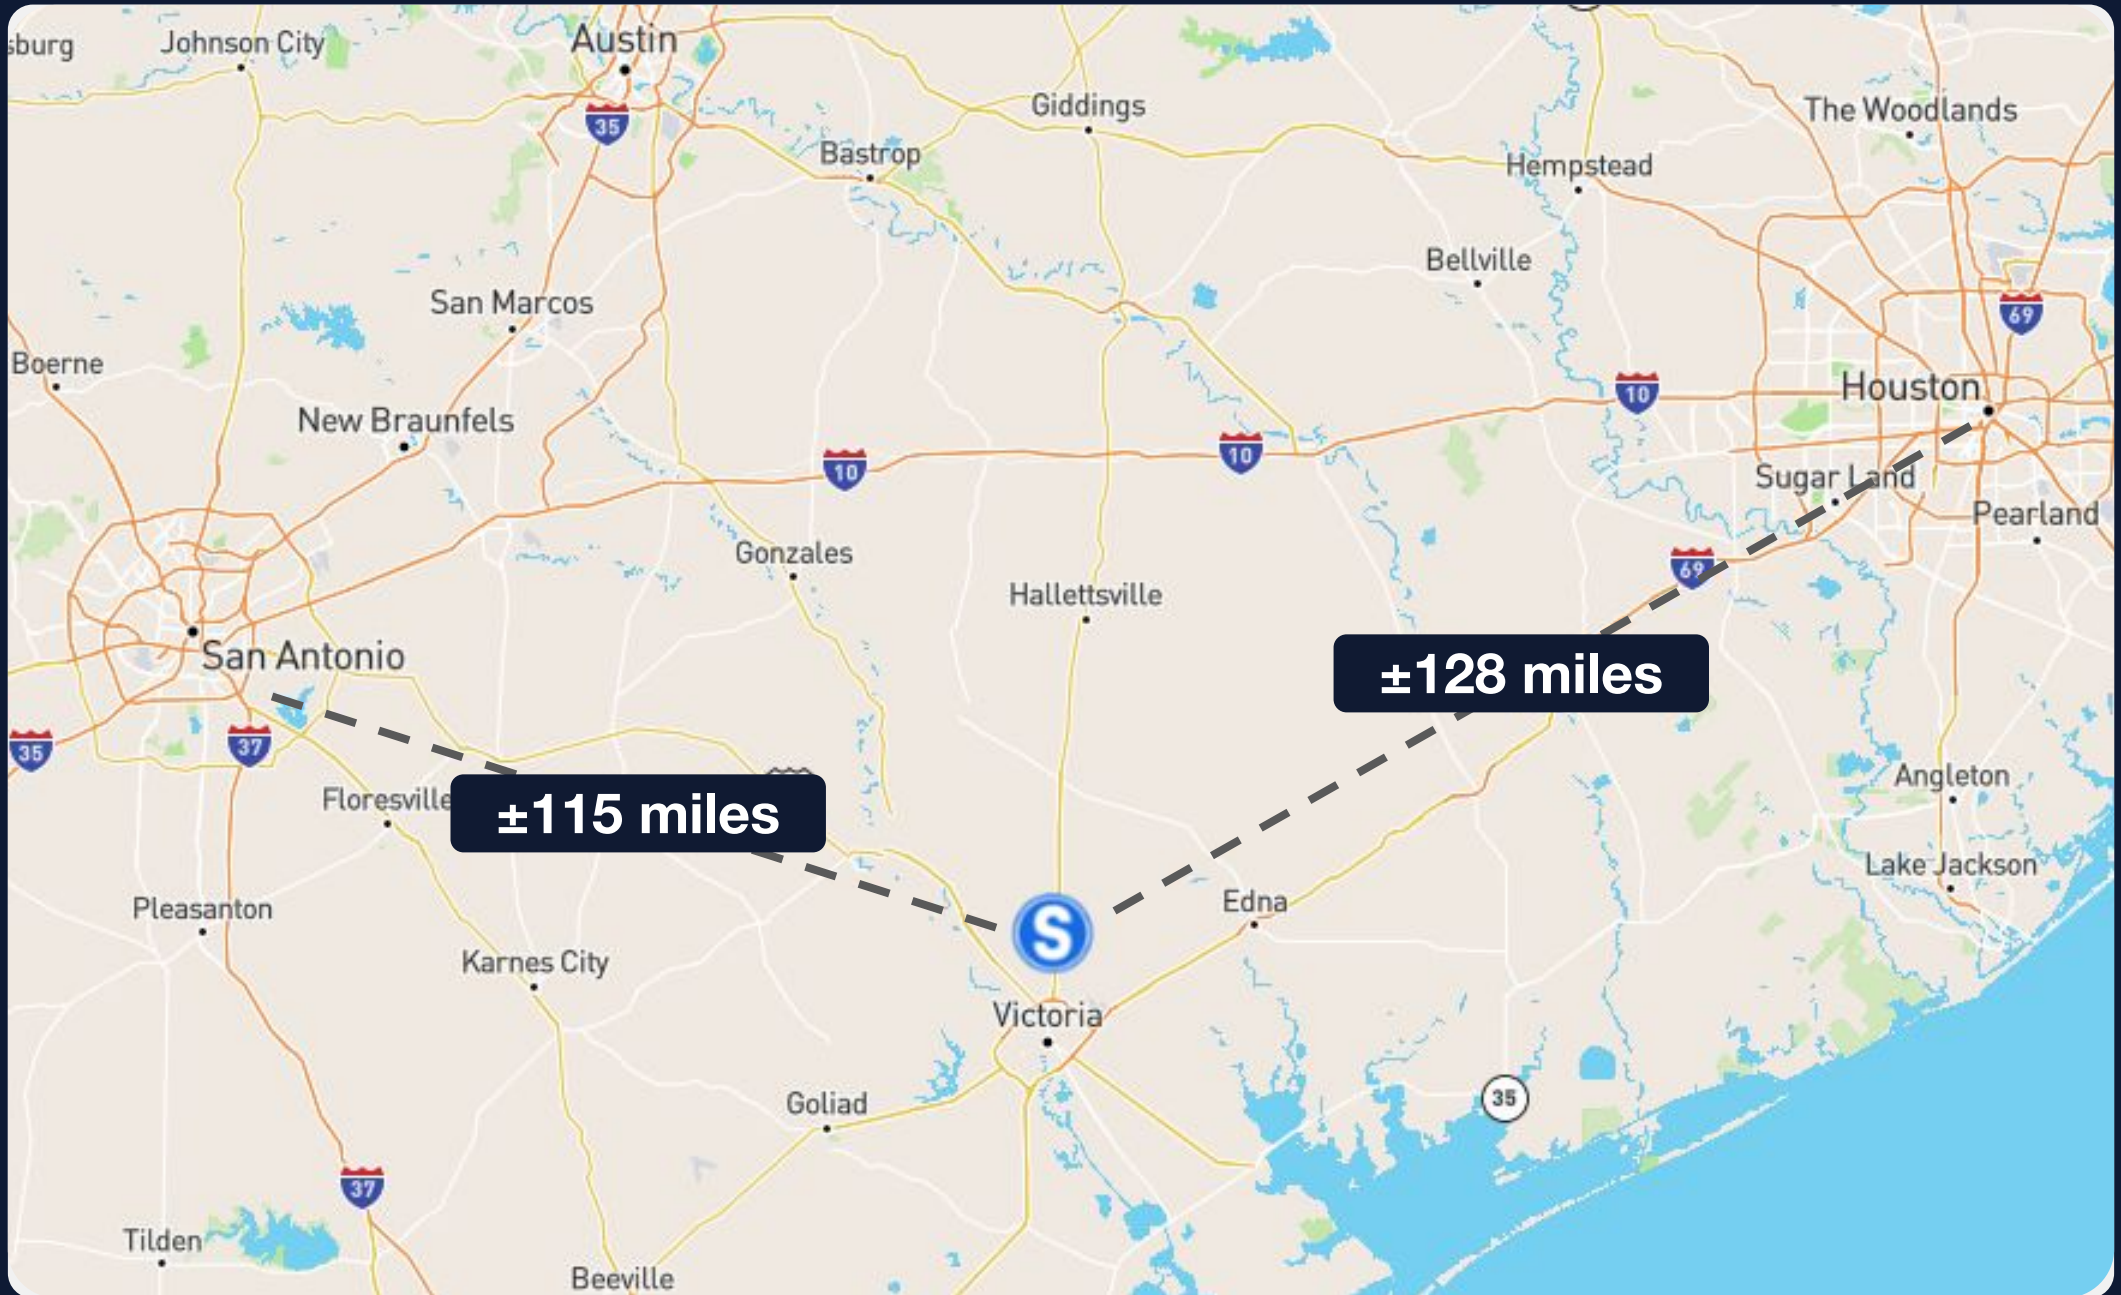 sburg
Johnson City
Austin
35
Giddings
The Woodlands
Bastrop
Hempstead
Bellville
San Marcos
69
Boerne
Houston
10
New Braunfels
10
10
Sugar Land
Pearland
Gonzales
69
Hallettsville
San Antonio
±128 miles
35
37
Floresville
±115 miles
Angleton
Lake Jackson
Pleasanton
Edna
S
Karnes City
Victoria
Goliad
35
37
Tilden
Beeville